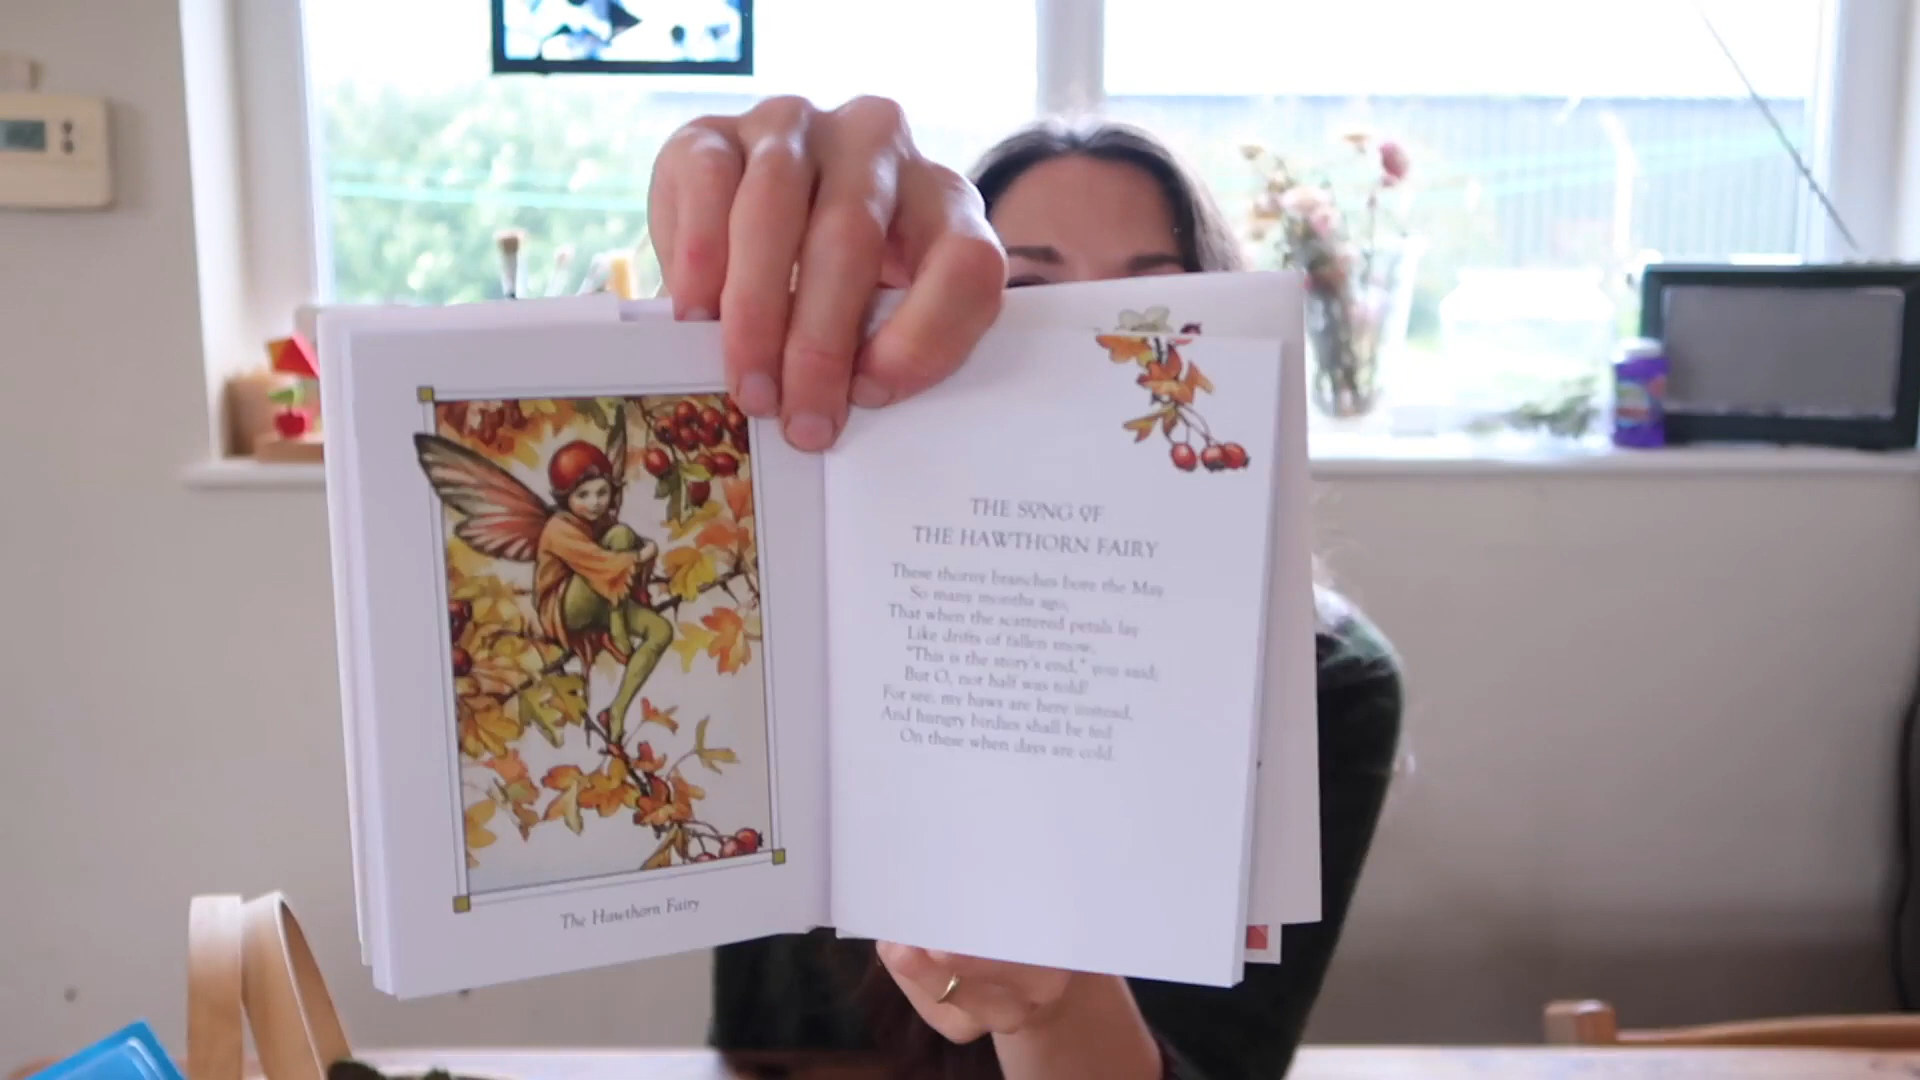 The Hawthorn Fairy
THE SONG OF
THE HAWTHORN FAIRY
These thorny branches bore the May
So many months ago,
That when the scattered petals lay
Like drifts of fallen snow,
"This is the story's end," you said;
But O, not half was told!
For see, my haws are here instead,
And hungry birdies shall be fed
On these when days are cold.